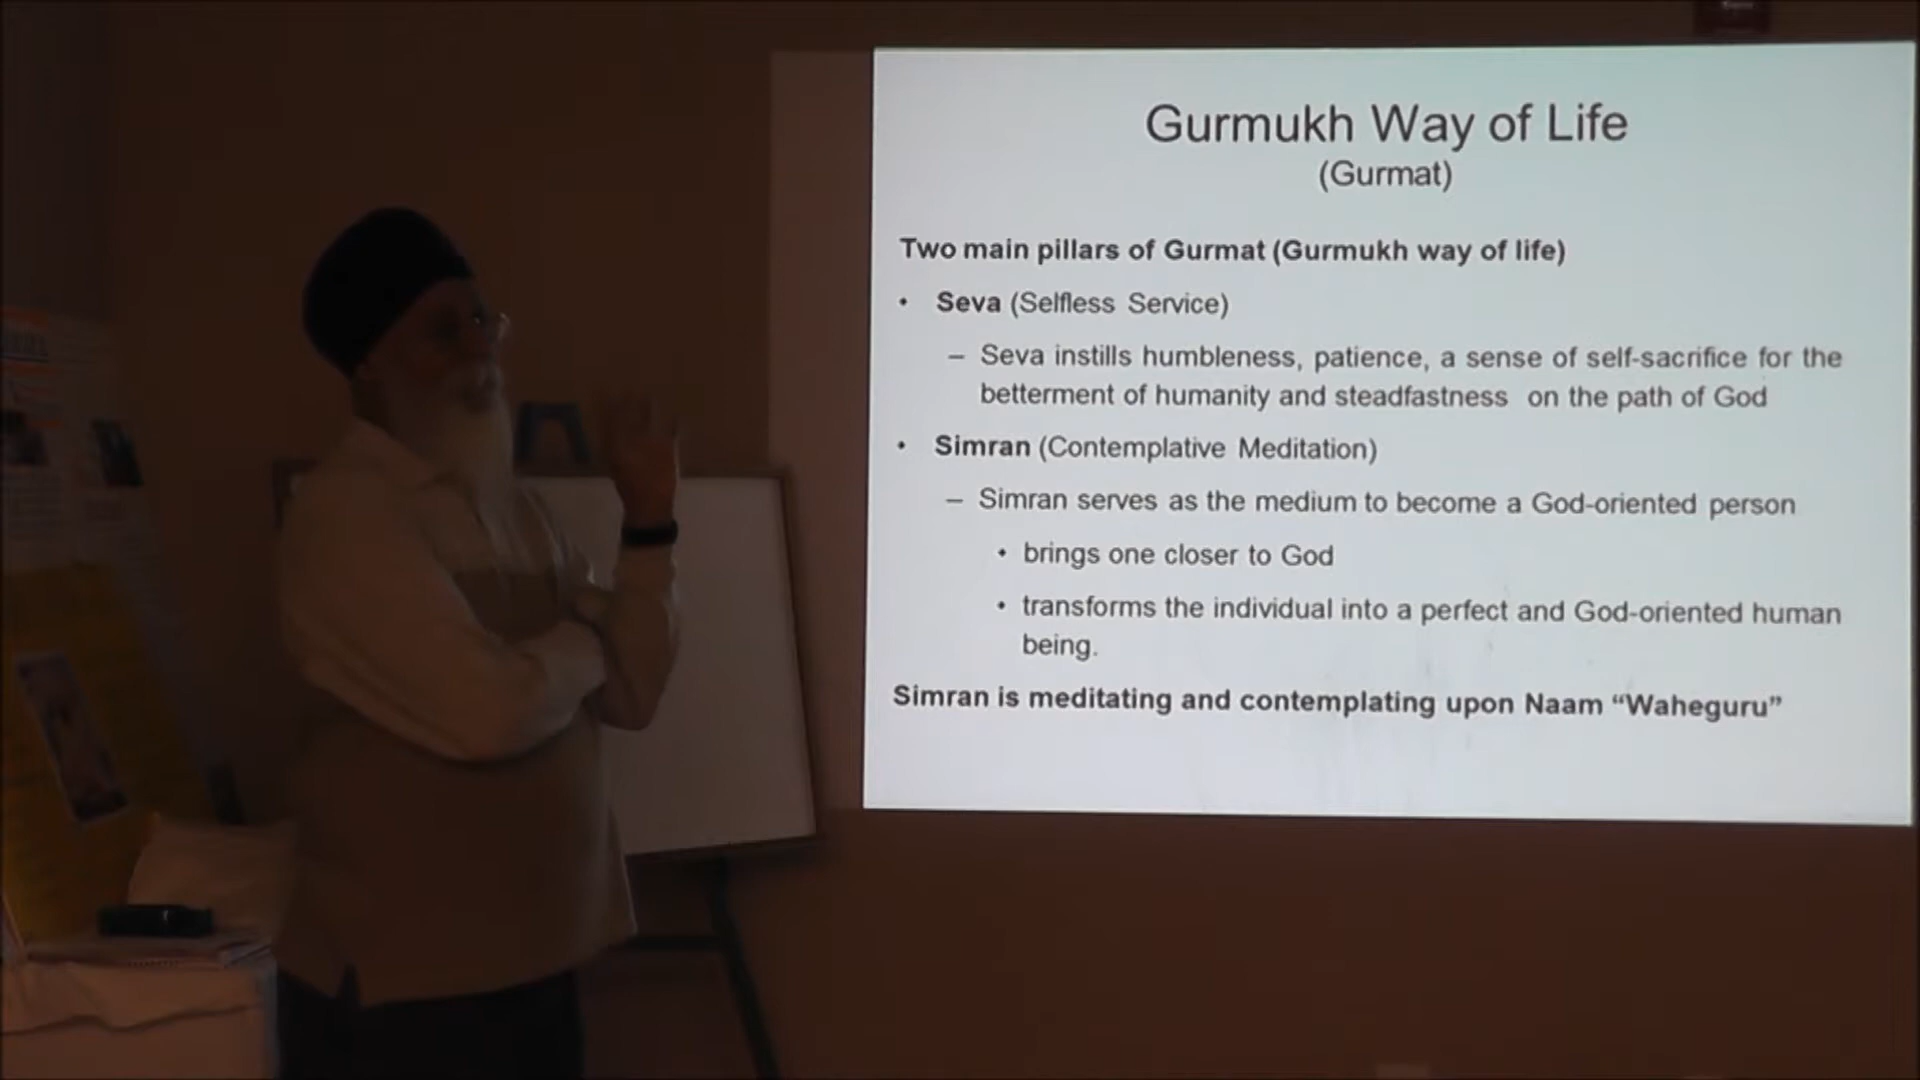 Gurmukh Way of Life
(Gurmat)
Two main pillars of Gurmat (Gurmukh way of life)
• Seva (Selfless Service)
– Seva instills humbleness, patience, a sense of self-sacrifice for the
betterment of humanity and steadfastness on the path of God
• Simran (Contemplative Meditation)
– Simran serves as the medium to become a God-oriented person
• brings one closer to God
• transforms the individual into a perfect and God-oriented human
being.
Simran is meditating and contemplating upon Naam “Waheguru”